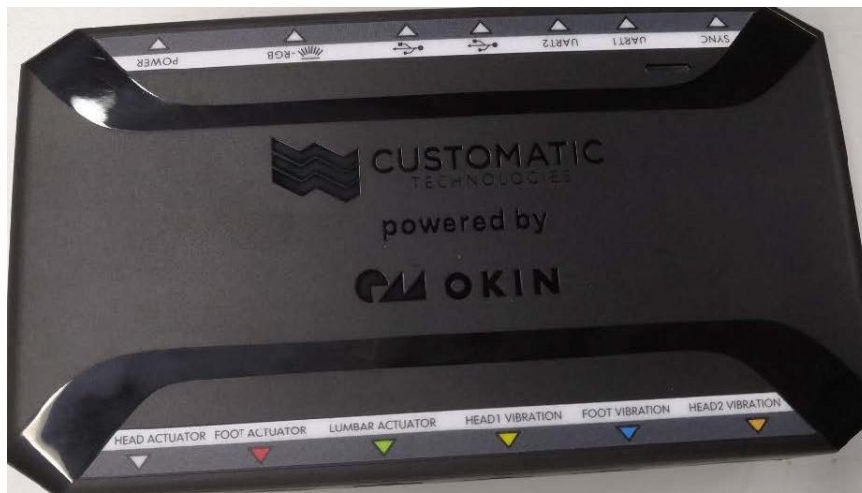 POWER
-RGB
UART2
UART1
SYNC
CUSTOMATIC
TECHNOLOGIES
powered by
OKIN
HEAD ACTUATOR
FOOT ACTUATOR
LUMBAR ACTUATOR
HEAD1 VIBRATION
FOOT VIBRATION
HEAD2 VIBRATION